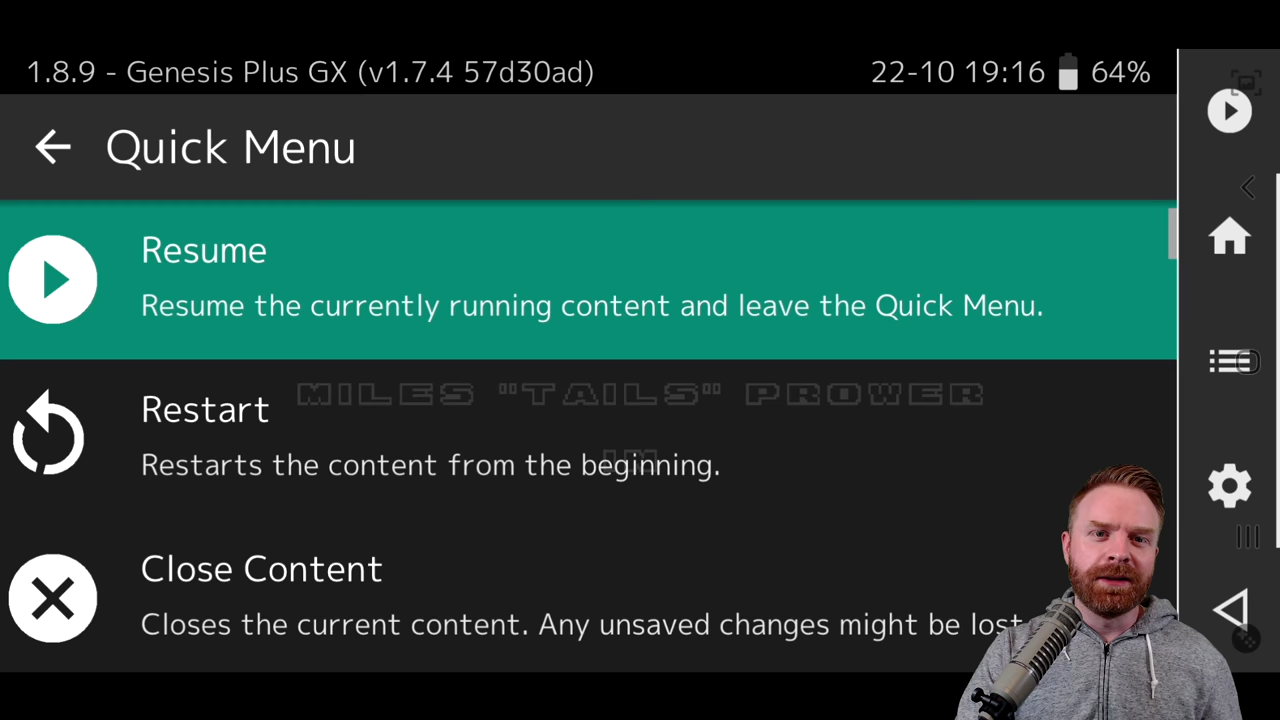 1.8.9 - Genesis Plus GX (v1.7.4 57d30ad) 22-10 19:16 64%
Quick Menu
Resume
Resume the currently running content and leave the Quick Menu.
MILES "TAILS" PROWER
Restart
Restarts the content from the beginning.
Close Content
Closes the current content. Any unsaved changes might be lost